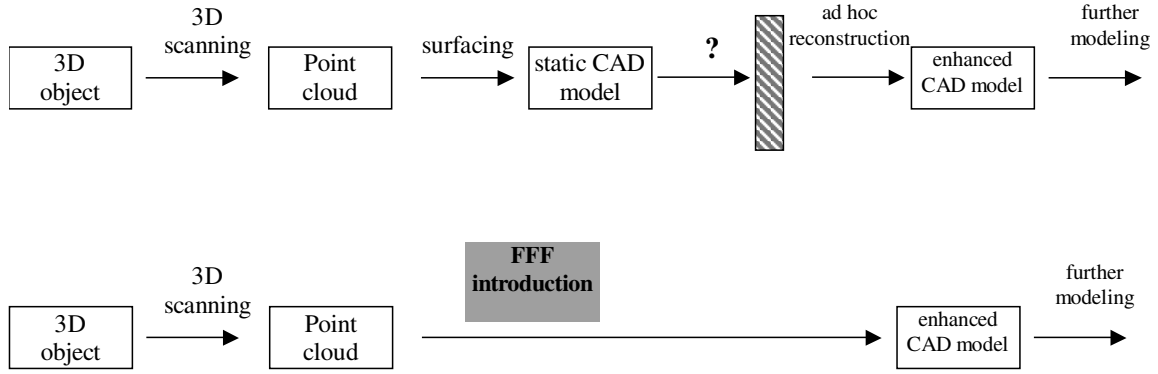 3D
scanning
3D
object
Point
cloud
surfacing
static CAD
model
?
ad hoc
reconstruction
enhanced
CAD model
further
modeling
3D
scanning
3D
object
Point
cloud
FFF
introduction
enhanced
CAD model
further
modeling